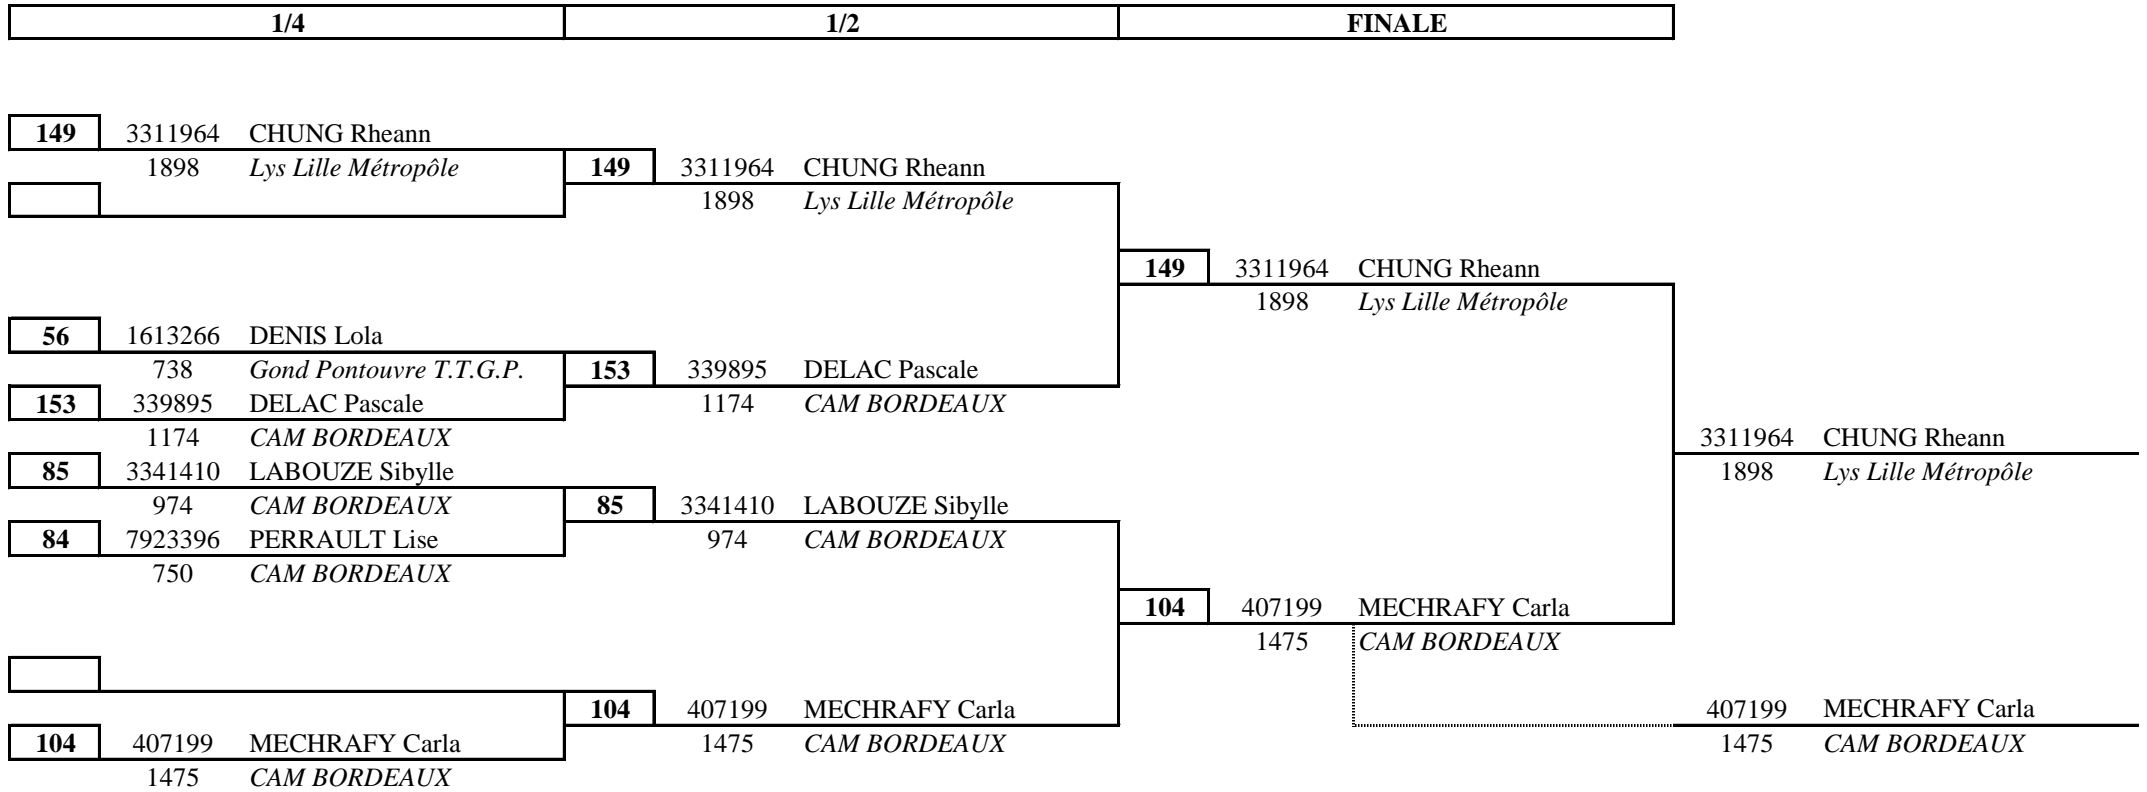 1/4 1/2 FINALE
149 3311964 CHUNG Rheann
1898 Lys Lille Métropôle 149 3311964 CHUNG Rheann
1898 Lys Lille Métropôle
149 3311964 CHUNG Rheann
1898 Lys Lille Métropôle
56 1613266 DENIS Lola
738 Gond Pontouvre T.T.G.P. 153 339895 DELAC Pascale
153 339895 DELAC Pascale 1174 CAM BORDEAUX
1174 CAM BORDEAUX 3311964 CHUNG Rheann
85 3341410 LABOUZE Sibylle 1898 Lys Lille Métropôle
974 CAM BORDEAUX 85 3341410 LABOUZE Sibylle
84 7923396 PERRAULT Lise 974 CAM BORDEAUX
750 CAM BORDEAUX
104 407199 MECHRAFY Carla
1475 CAM BORDEAUX
104 407199 MECHRAFY Carla 407199 MECHRAFY Carla
104 407199 MECHRAFY Carla 1475 CAM BORDEAUX 1475 CAM BORDEAUX
1475 CAM BORDEAUX